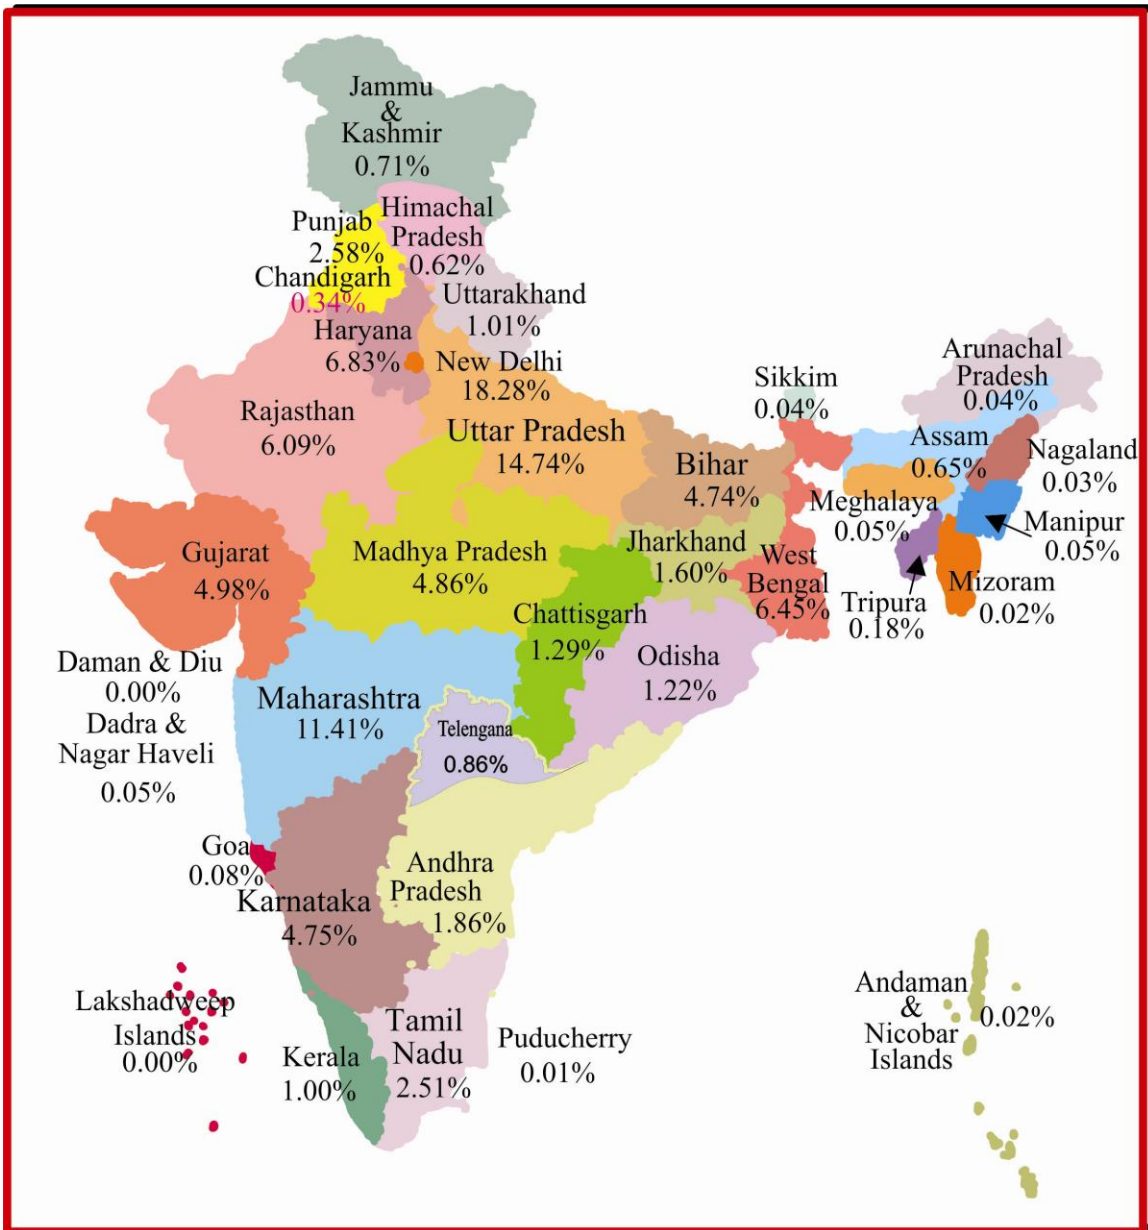 Jammu
&
Kashmir
0.71%
Himachal
Pradesh
0.62%
Punjab
2.58%
Chandigarh
0.34%
Uttarakhand
1.01%
Haryana
6.83%
New Delhi
18.28%
Rajasthan
6.09%
Uttar Pradesh
14.74%
Bihar
4.74%
Sikkim
0.04%
Arunachal
Pradesh
0.04%
Assam
0.65%
Nagaland
0.03%
Meghalaya
0.05%
Manipur
0.05%
Tripura
0.18%
Mizoram
0.02%
Gujarat
4.98%
Madhya Pradesh
4.86%
Jharkhand
1.60%
West
Bengal
6.45%
Chattisgarh
1.29%
Odisha
1.22%
Daman & Diu
0.00%
Dadra &
Nagar Haveli
0.05%
Maharashtra
11.41%
Telengana
0.86%
Goa
0.08%
Karnataka
4.75%
Andhra
Pradesh
1.86%
Lakshadweep
Islands
0.00%
Kerala
1.00%
Tamil
Nadu
2.51%
Puducherry
0.01%
Andaman
&
Nicobar
Islands
0.02%